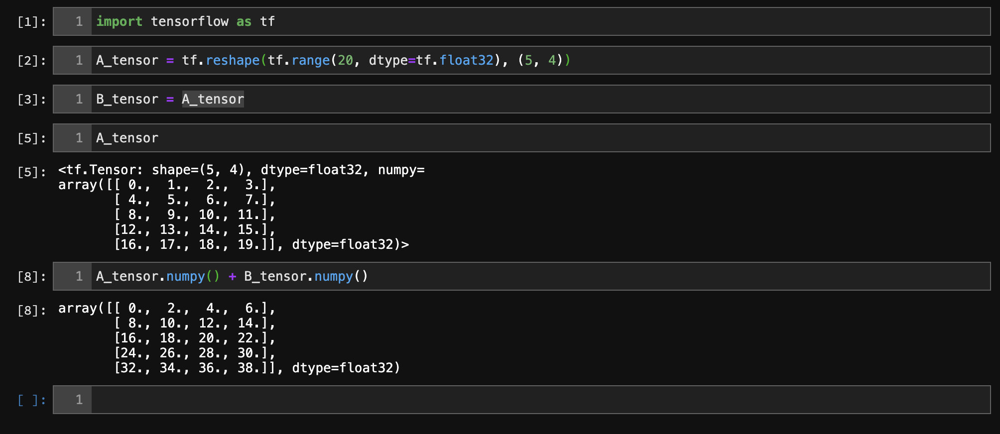 [1]: 1 import tensorflow as tf
[2]: 1 A_tensor = tf.reshape(tf.range(20, dtype=tf.float32), (5, 4))
[3]: 1 B_tensor = A_tensor
[5]: 1 A_tensor
[5]: <tf.Tensor: shape=(5, 4), dtype=float32, numpy=
array([[ 0.,  1.,  2.,  3.],
       [ 4.,  5.,  6.,  7.],
       [ 8.,  9., 10., 11.],
       [12., 13., 14., 15.],
       [16., 17., 18., 19.]], dtype=float32)>
[8]: 1 A_tensor.numpy() + B_tensor.numpy()
[8]: array([[ 0.,  2.,  4.,  6.],
       [ 8., 10., 12., 14.],
       [16., 18., 20., 22.],
       [24., 26., 28., 30.],
       [32., 34., 36., 38.]], dtype=float32)
[ ]: 1